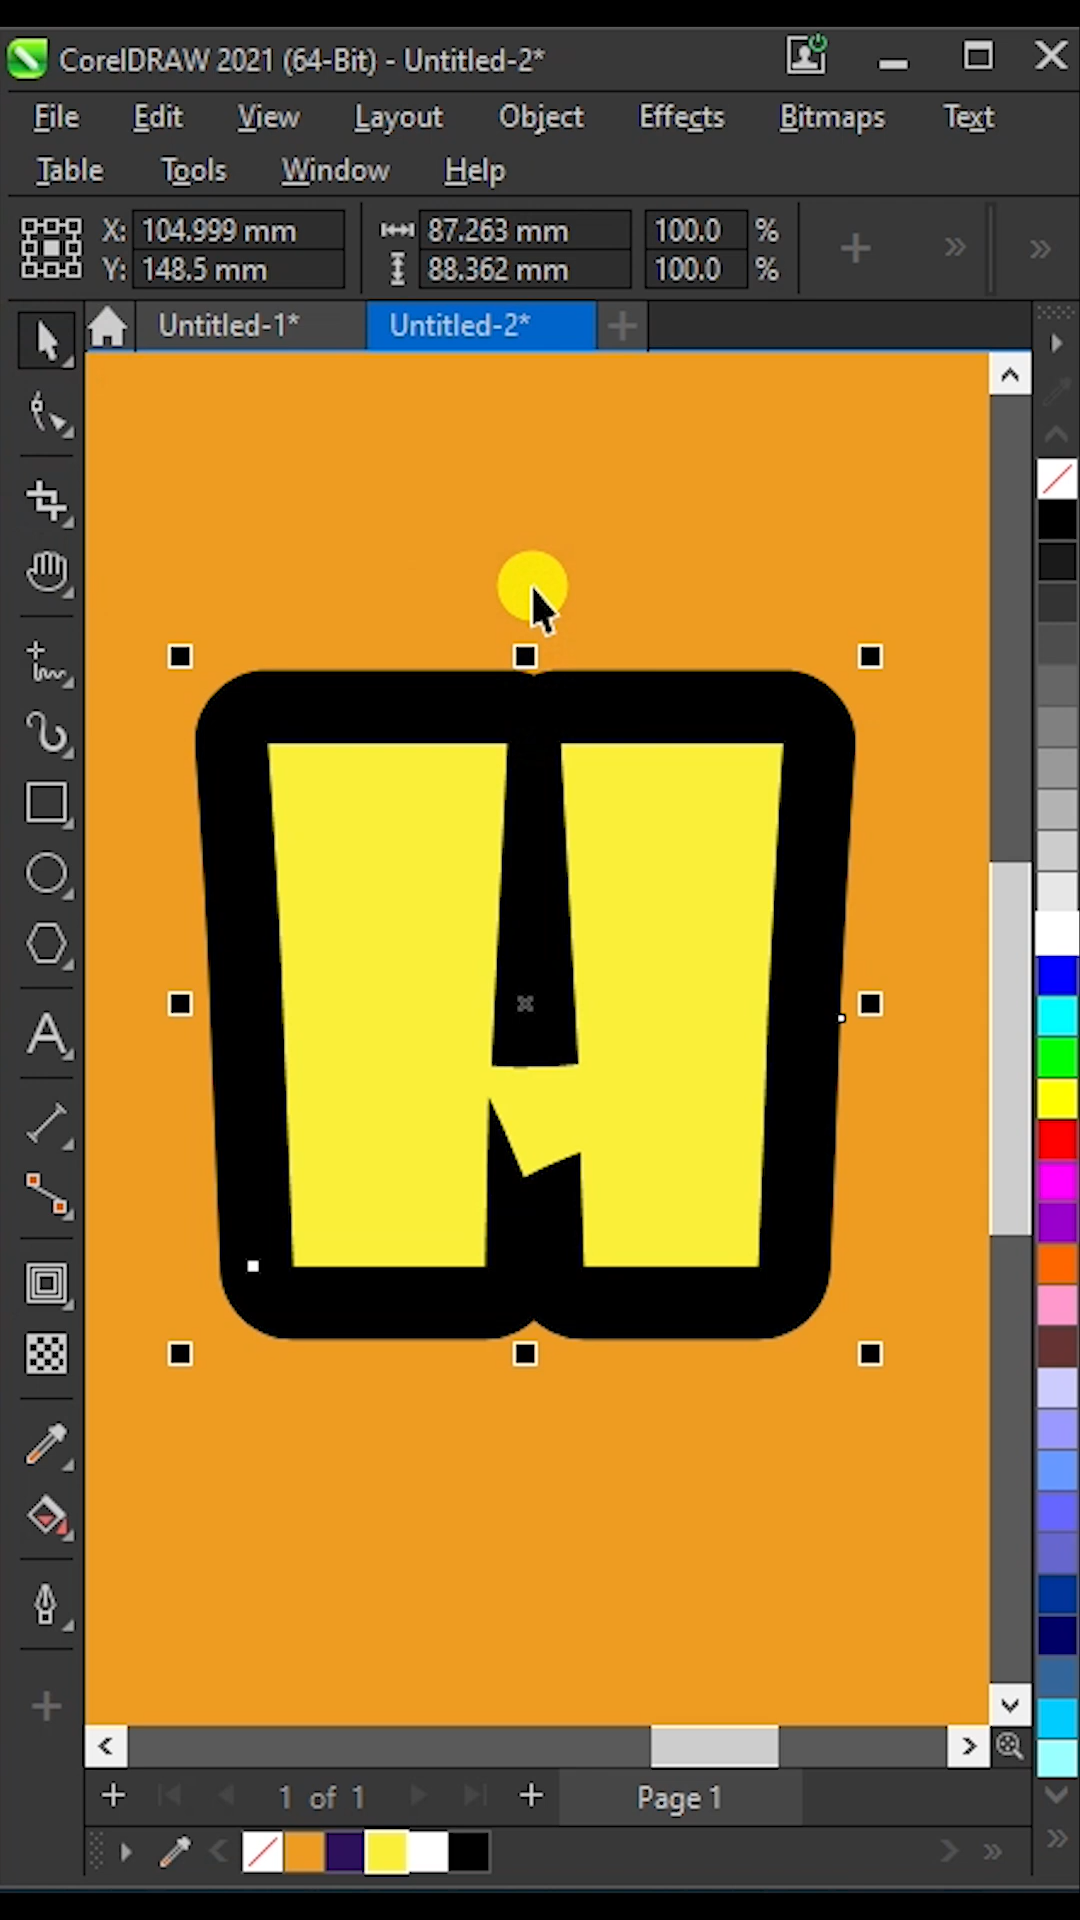 CorelDRAW 2021 (64-Bit) - Untitled-2*
File Edit View Layout Object Effects Bitmaps Text
Table Tools Window Help
X: 104.999 mm 87.263 mm 100.0 %
Y: 148.5 mm 88.362 mm 100.0 %
Untitled-1* Untitled-2*
H
1 of 1 Page 1